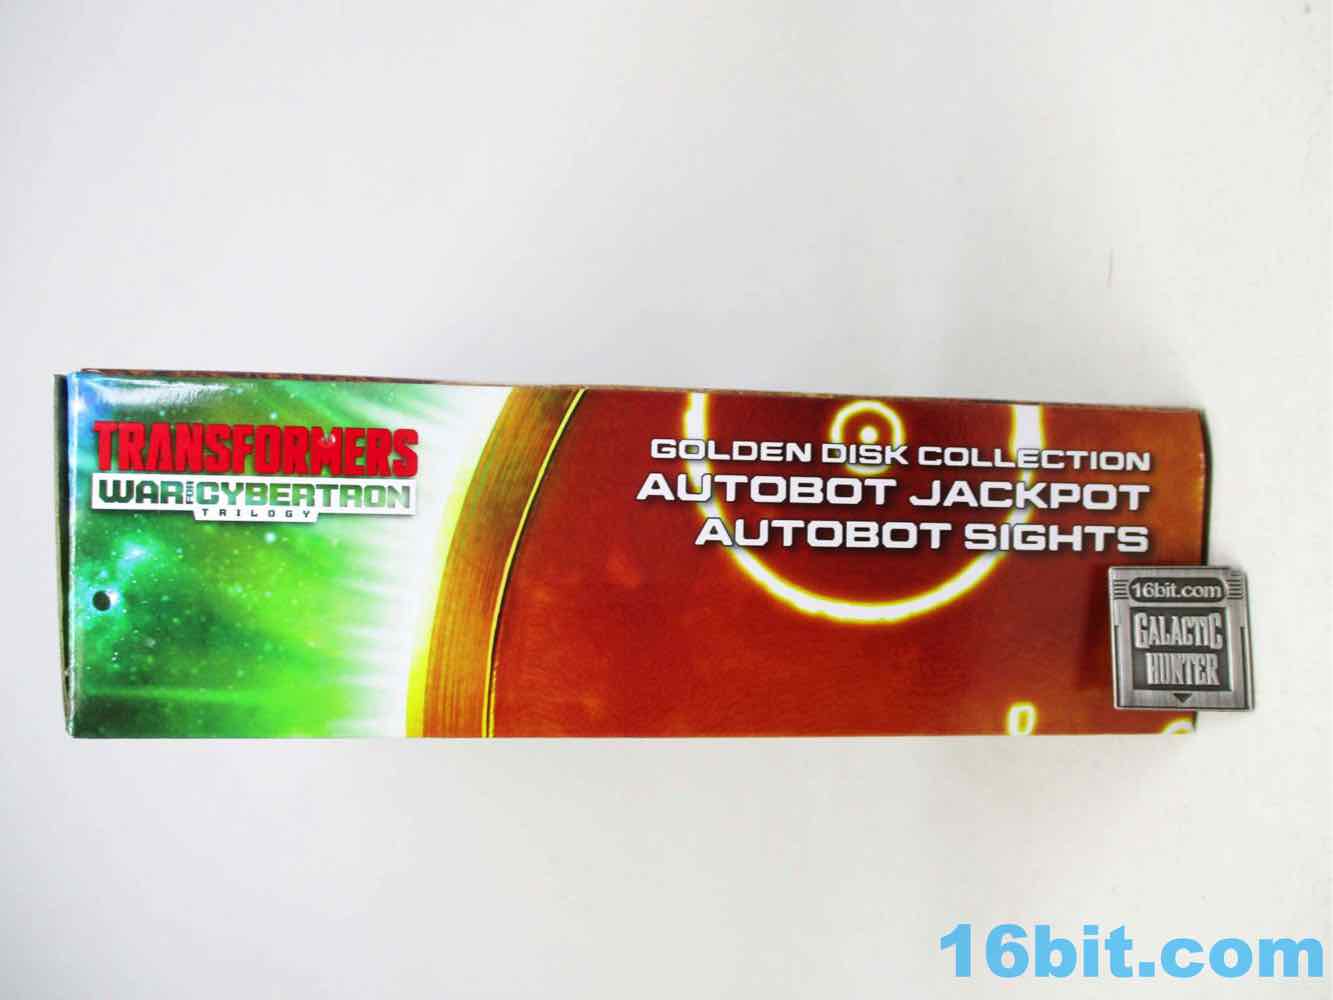 TRANSFORMERS
WAR FOR CYBERTRON
TRILOGY
GOLDEN DISK COLLECTION
AUTOBOT JACKPOT
AUTOBOT SIGHTS
16bit.com
GALACTIC
HUNTER
16bit.com